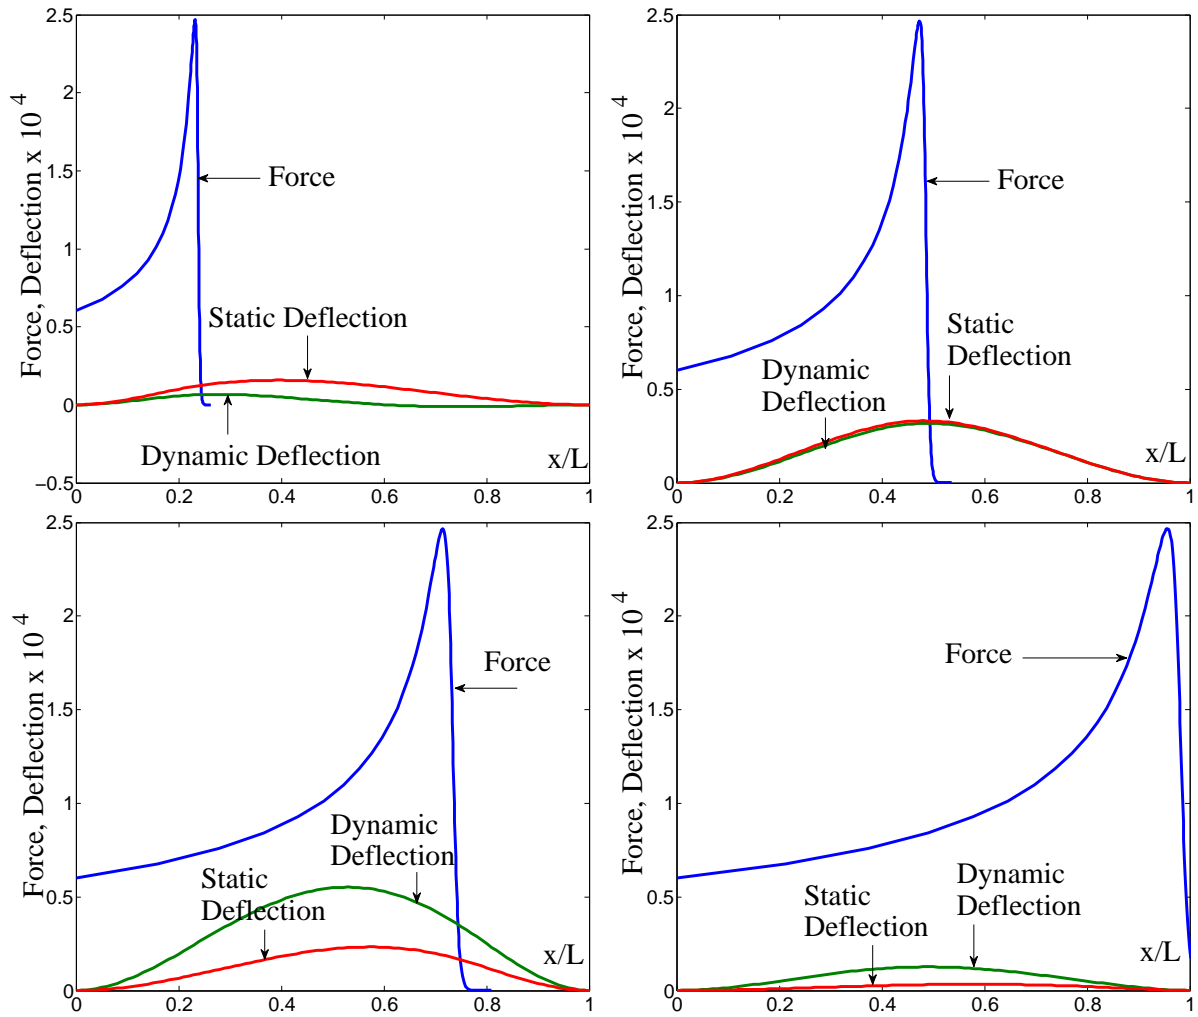 2.5
2
1.5
1
0.5
0
−0.5
Force, Deflection x 10 4
Force
Static Deflection
Dynamic Deflection
x/L
0 0.2 0.4 0.6 0.8 1
2.5
2
1.5
1
0.5
0
Force, Deflection x 10 4
Force
Static
Deflection
Dynamic
Deflection
x/L
0 0.2 0.4 0.6 0.8 1
2.5
2
1.5
1
0.5
0
Force, Deflection x 10 4
Force
Dynamic
Deflection
Static
Deflection
x/L
0 0.2 0.4 0.6 0.8 1
2.5
2
1.5
1
0.5
0
Force, Deflection x 10 4
Force
Dynamic
Deflection
Static
Deflection
x/L
0 0.2 0.4 0.6 0.8 1